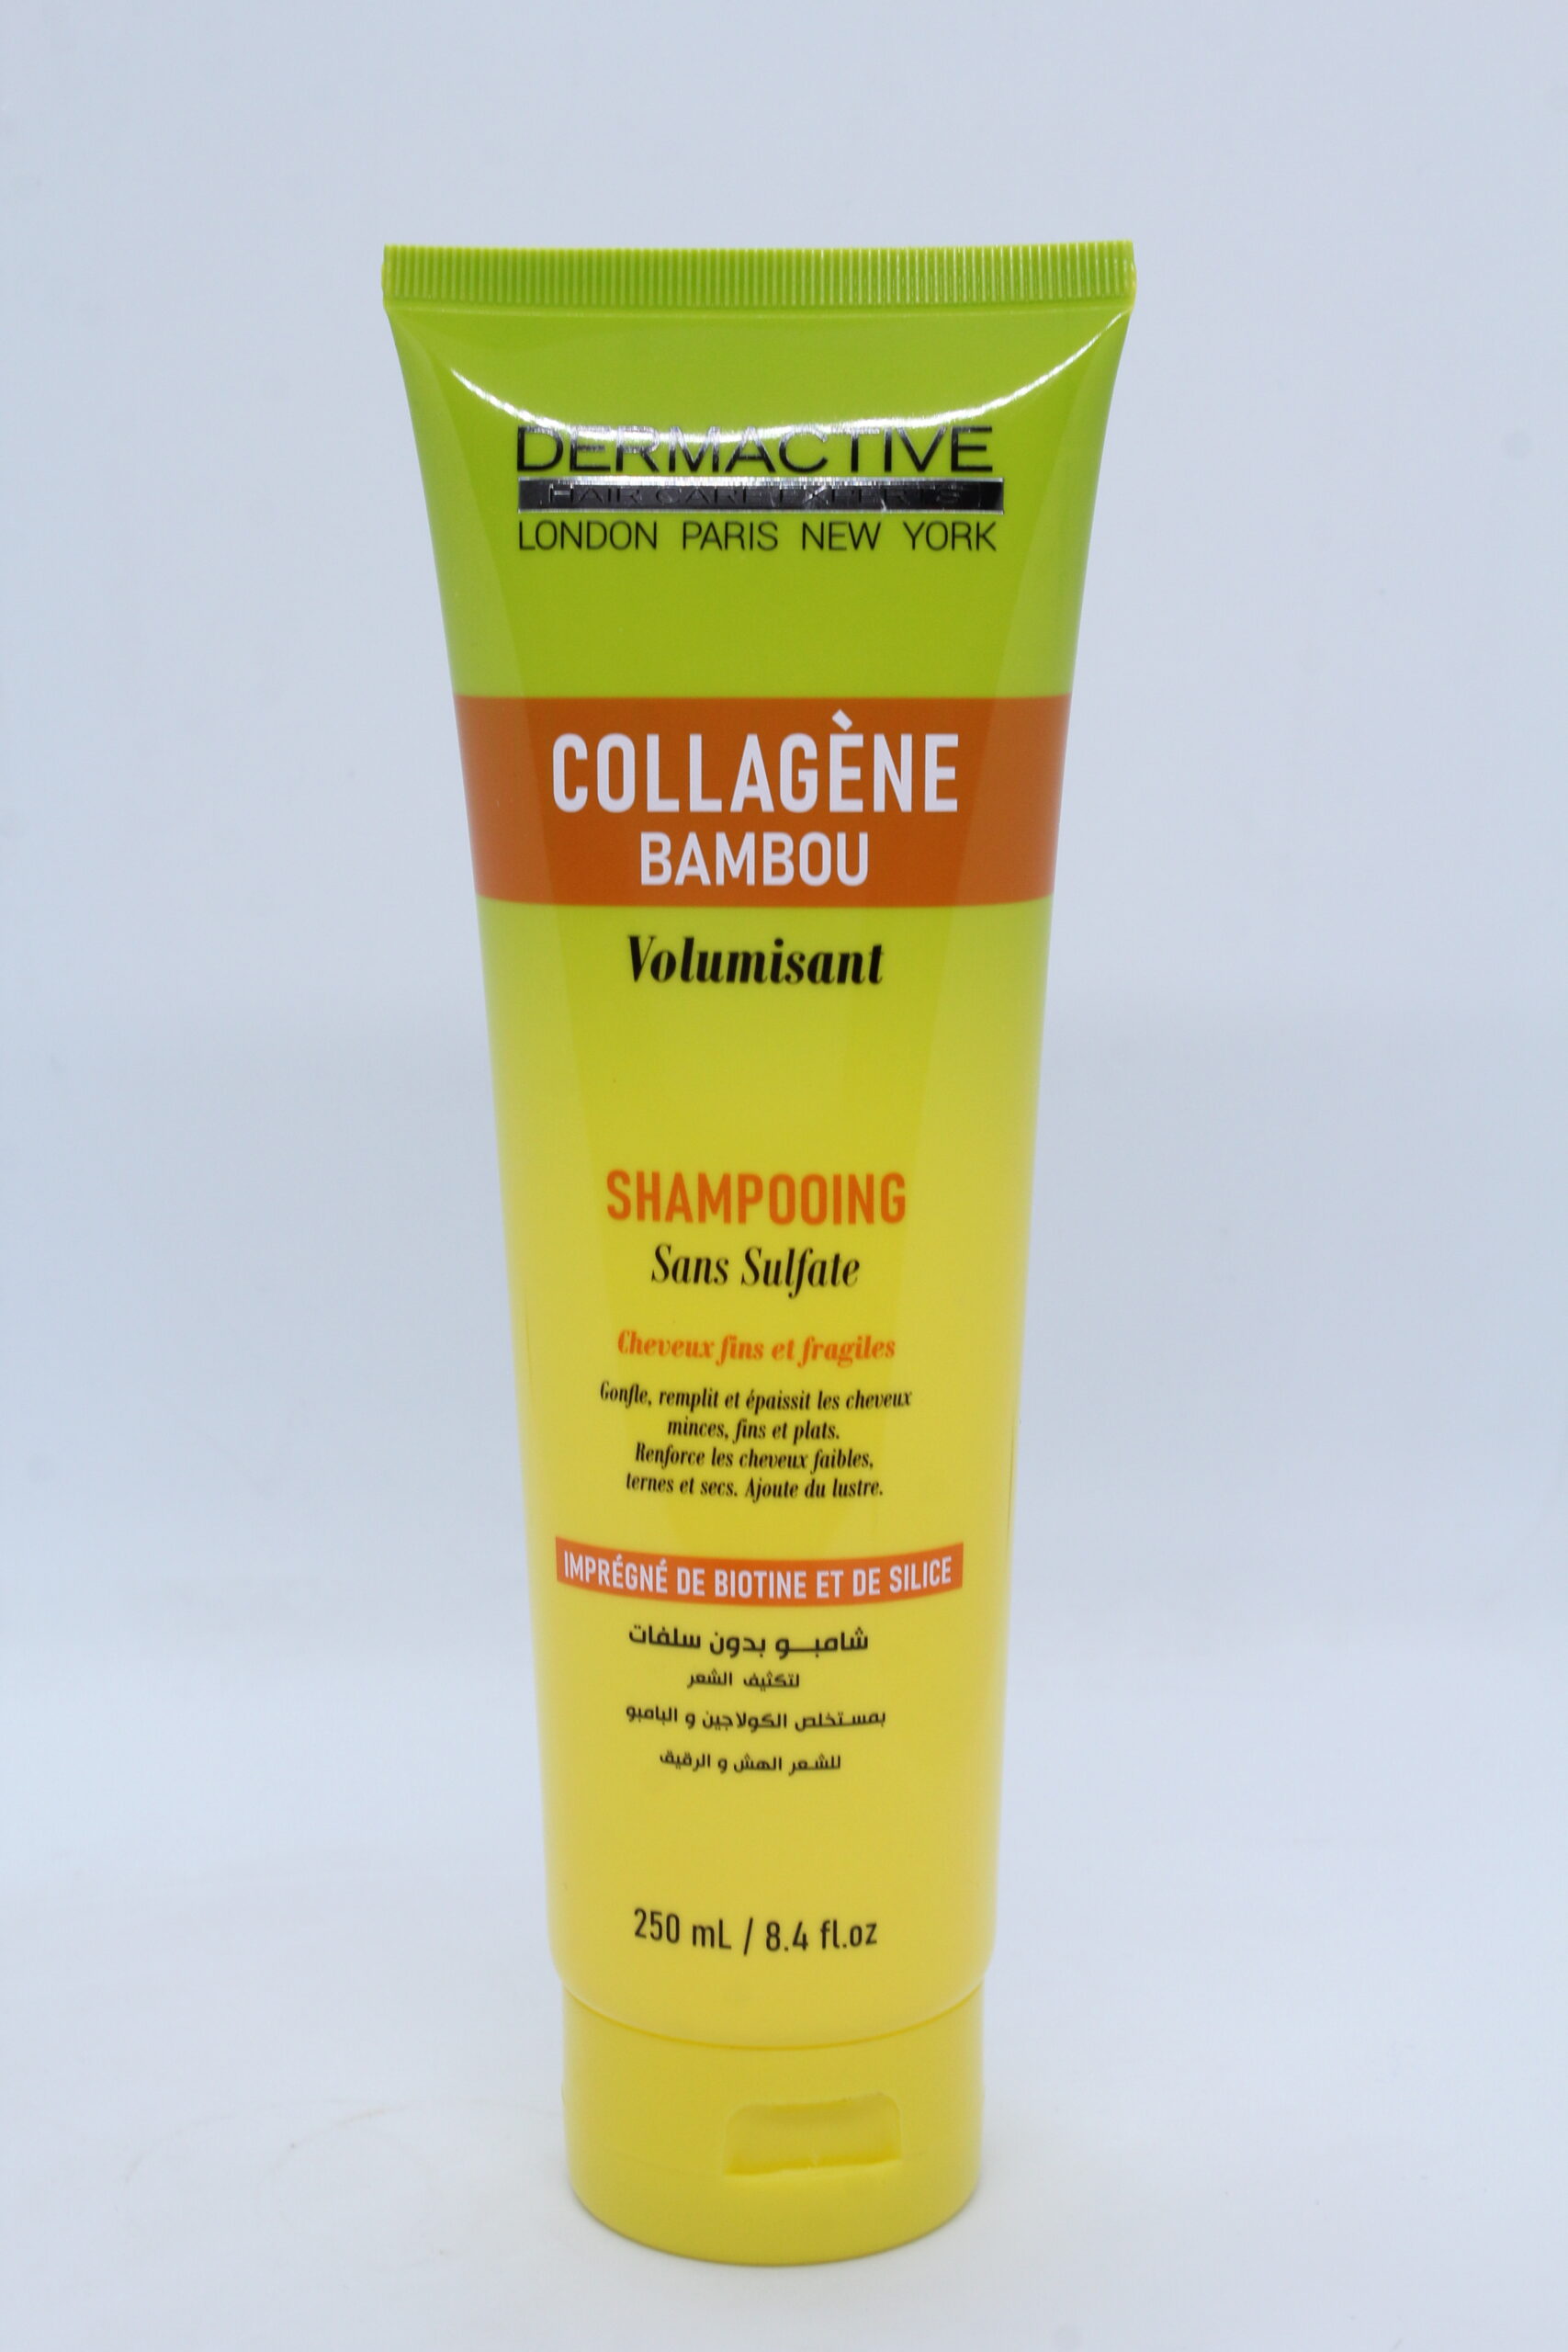 DERMACTIVE
HAIR CARE EXPERTS
LONDON PARIS NEW YORK
COLLAGÈNE
BAMBOU
Volumisant
SHAMPOOING
Sans Sulfate
Cheveux fins et fragiles
Gonfle, remplit et épaissit les cheveux
minces, fins et plats.
Renforce les cheveux faibles,
ternes et secs. Ajoute du lustre.
IMPRÉGNÉ DE BIOTINE ET DE SILICE
شامبـــو بدون سلفات
لتكثيف الشعر
بمستخلص الكولاجين و البامبو
للشعر الهش و الرقيق
250 mL / 8.4 fl.oz